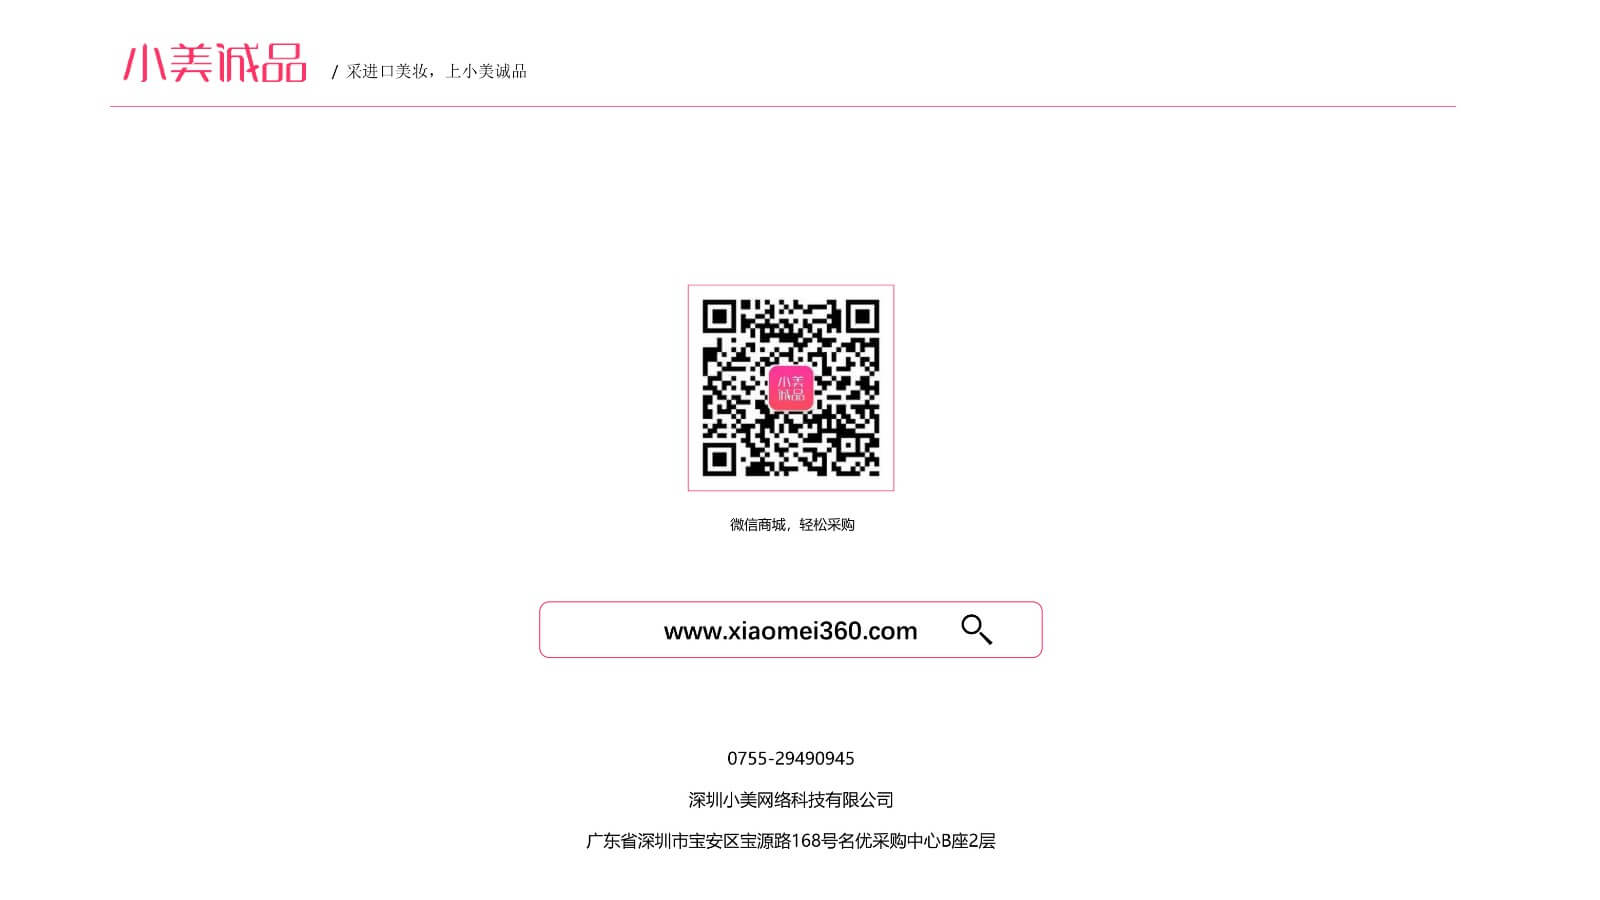 小美诚品 / 采进口美妆，上小美诚品
小美
诚品
微信商城，轻松采购
www.xiaomei360.com
0755-29490945
深圳小美网络科技有限公司
广东省深圳市宝安区宝源路168号名优采购中心B座2层